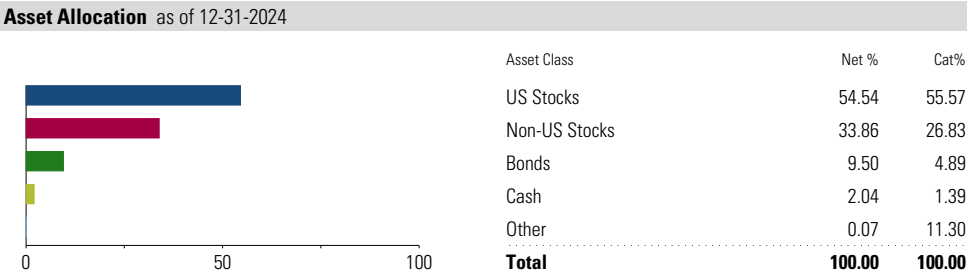 Asset Allocation as of 12-31-2024
Asset Class Net % Cat%
US Stocks 54.54 55.57
Non-US Stocks 33.86 26.83
Bonds 9.50 4.89
Cash 2.04 1.39
Other 0.07 11.30
0 50 100
Total 100.00 100.00